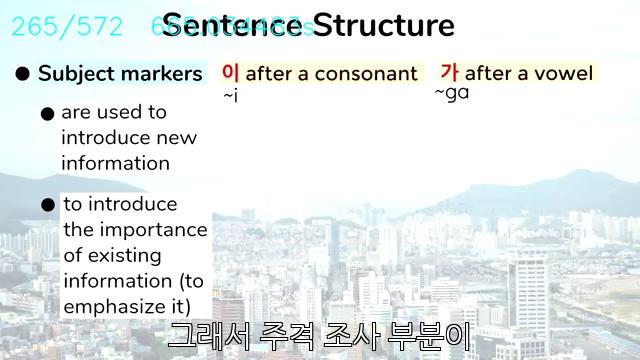 265/572
Sentence Structure
● Subject markers 이 after a consonant 가 after a vowel
~i ~ga
● are used to
introduce new
information
● to introduce
the importance
of existing
information (to
emphasize it)
그래서 주격 조사 부분이